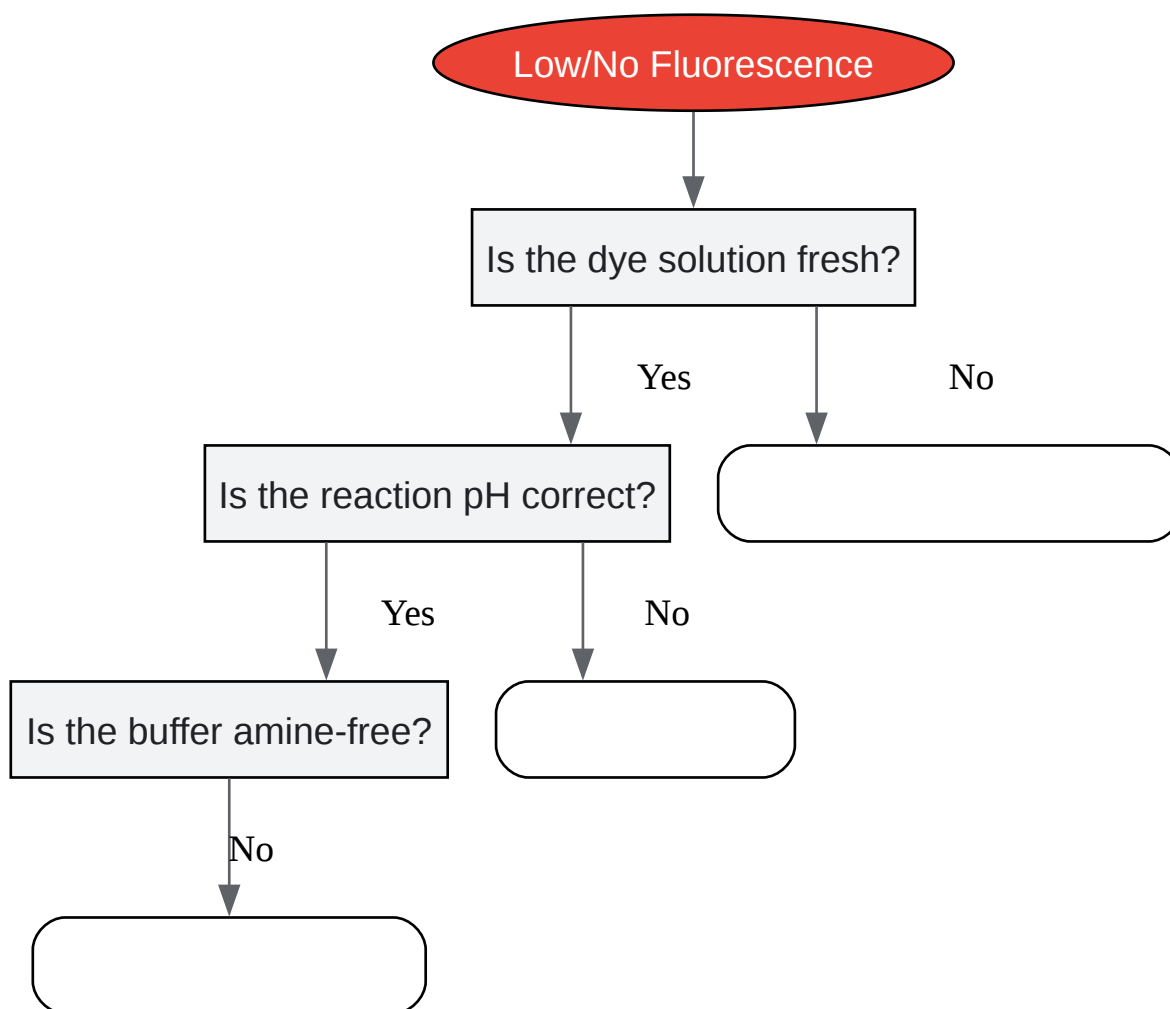 Low/No Fluorescence
Is the dye solution fresh?
Yes
No
Is the reaction pH correct?
Yes
No
Is the buffer amine-free?
No